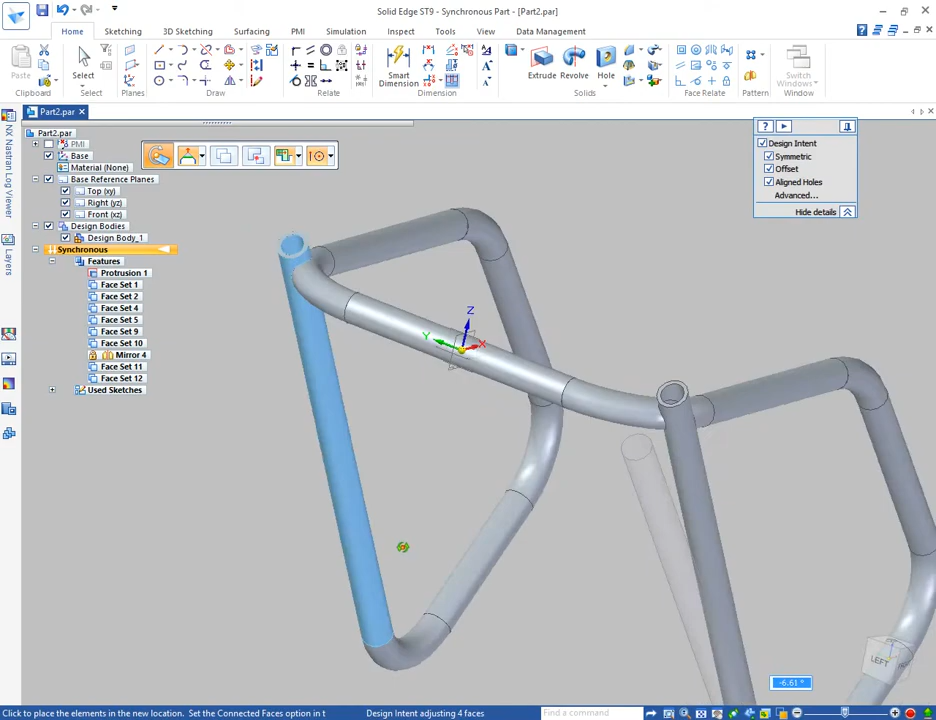 Solid Edge ST9 - Synchronous Part - [Part2.par]
Home Sketching 3D Sketching Surfacing PMI Simulation Inspect Tools View Data Management
Paste
Clipboard
Select
Select
Planes
Draw
Relate
Smart
Dimension
Dimension
Extrude Revolve Hole
Solids
Face Relate
Switch
Windows
Window
Part2.par
NX Nastran Log Viewer
Layers
Part2.par
PMI
Base
Material (None)
Base Reference Planes
Top (xy)
Right (yz)
Front (xz)
Design Bodies
Design Body_1
Synchronous
Features
Protrusion 1
Face Set 1
Face Set 2
Face Set 4
Face Set 5
Face Set 9
Face Set 10
Mirror 4
Face Set 11
Face Set 12
Used Sketches
Design Intent
Symmetric
Offset
Aligned Holes
Advanced...
Hide details
Z
Y
X
LEFT
-6.61 °
Click to place the elements in the new location. Set the Connected Faces option in t
Design Intent adjusting 4 faces
Find a command